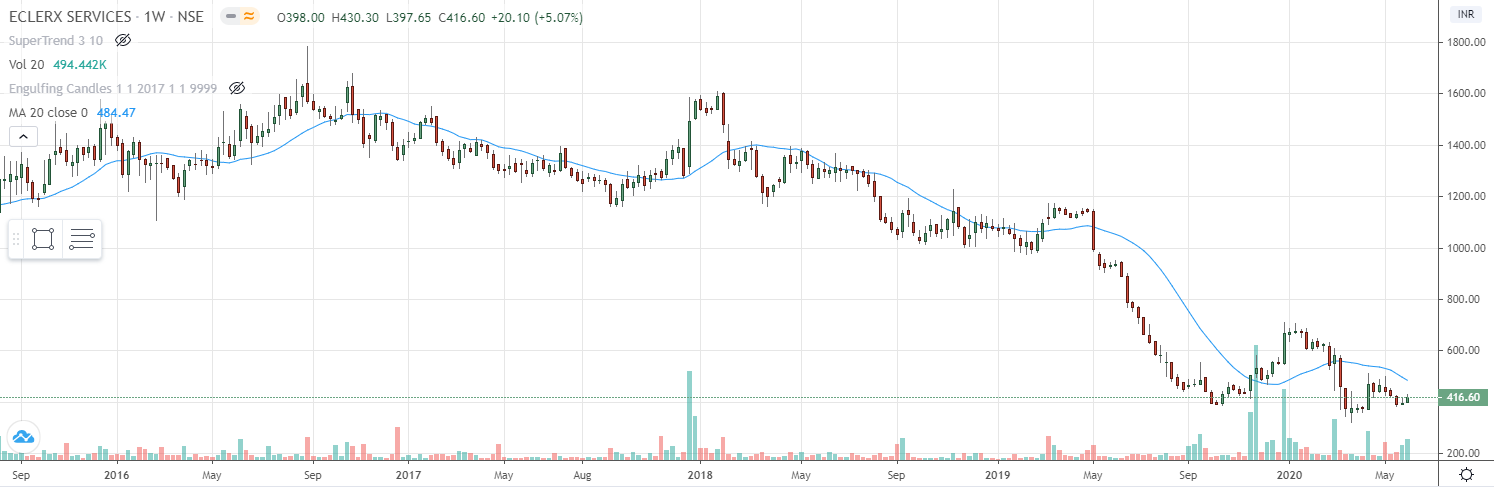 ECLERX SERVICES · 1W · NSE O398.00 H430.30 L397.65 C416.60 +20.10 (+5.07%) INR
SuperTrend 3 10
Vol 20 494.442K
Engulfing Candles 1 1 2017 1 1 9999
MA 20 close 0 484.47
1800.00
1600.00
1400.00
1200.00
1000.00
800.00
600.00
416.60
200.00
Sep 2016 May Sep 2017 May Aug 2018 May Sep 2019 May Sep 2020 May